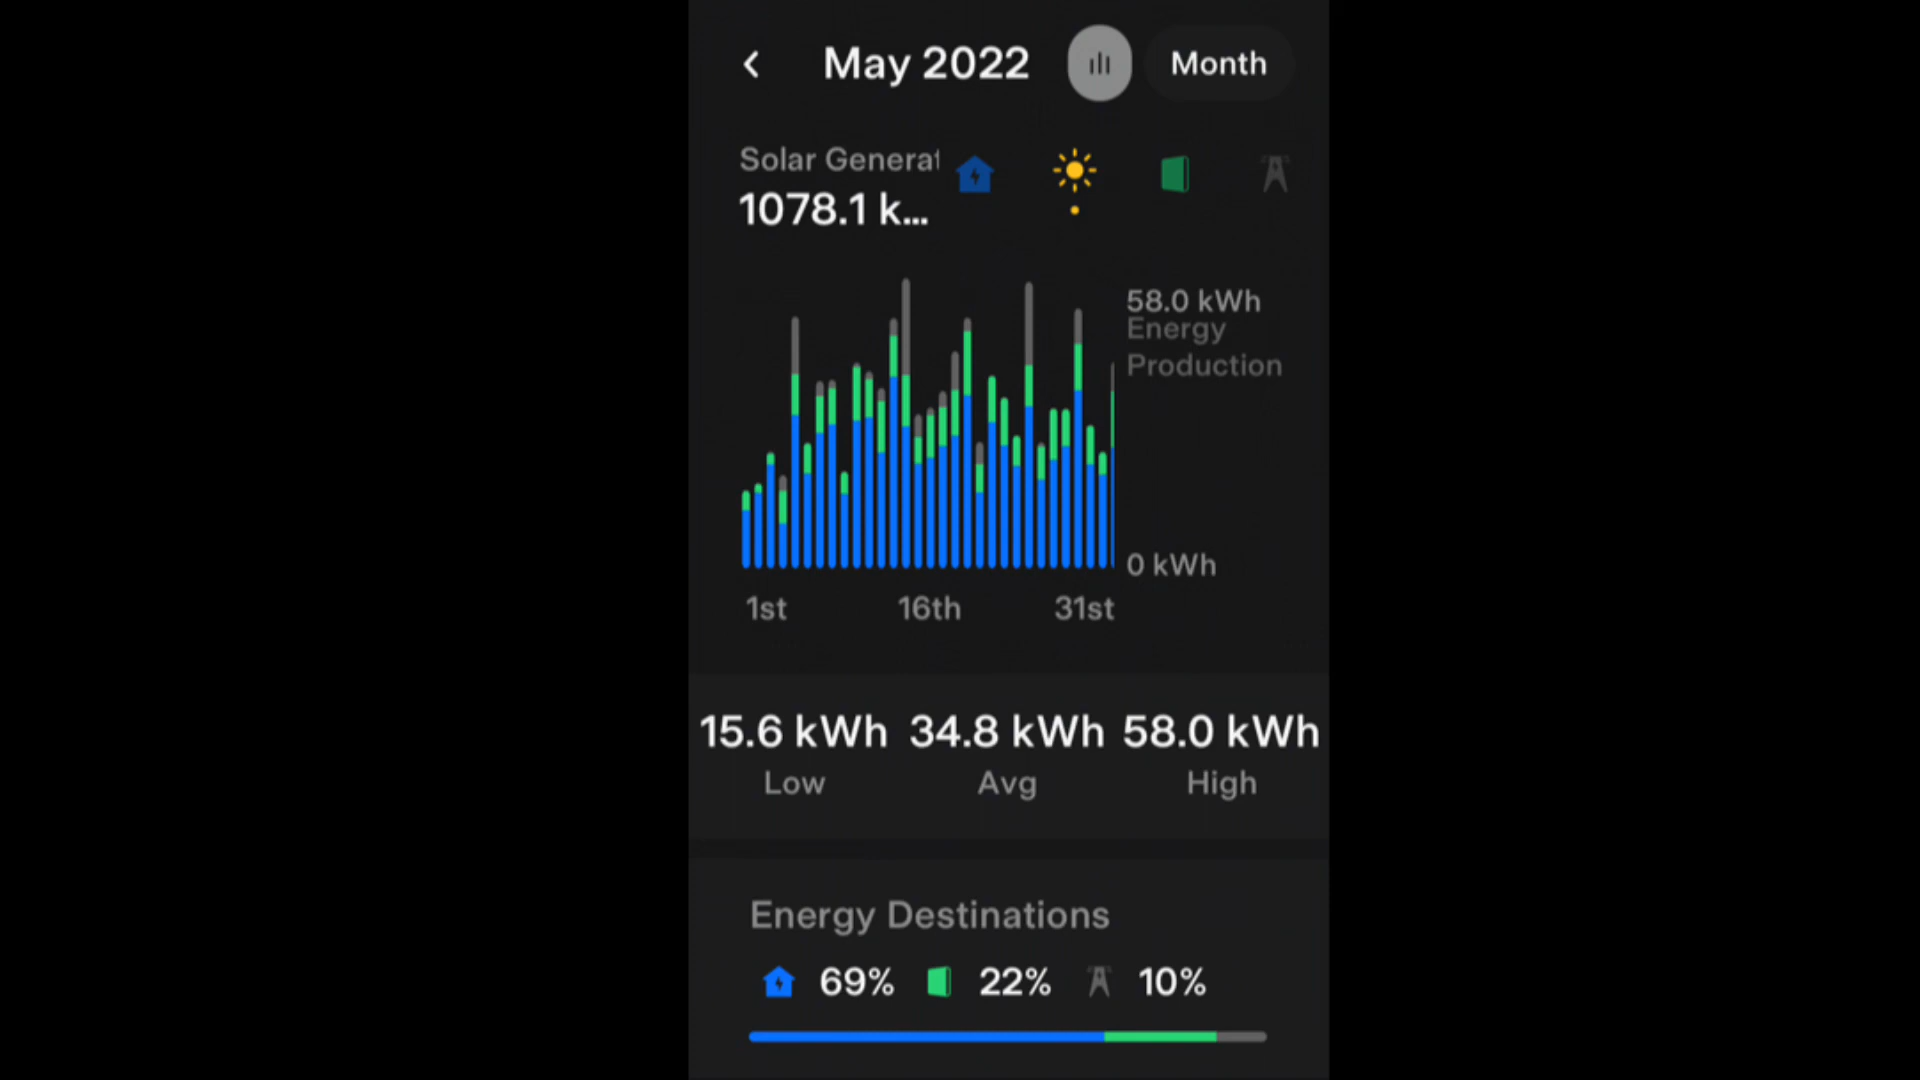 May 2022
Month
Solar Generat
1078.1 k...
58.0 kWh
Energy
Production
0 kWh
1st 16th 31st
15.6 kWh 34.8 kWh 58.0 kWh
Low Avg High
Energy Destinations
69% 22% 10%